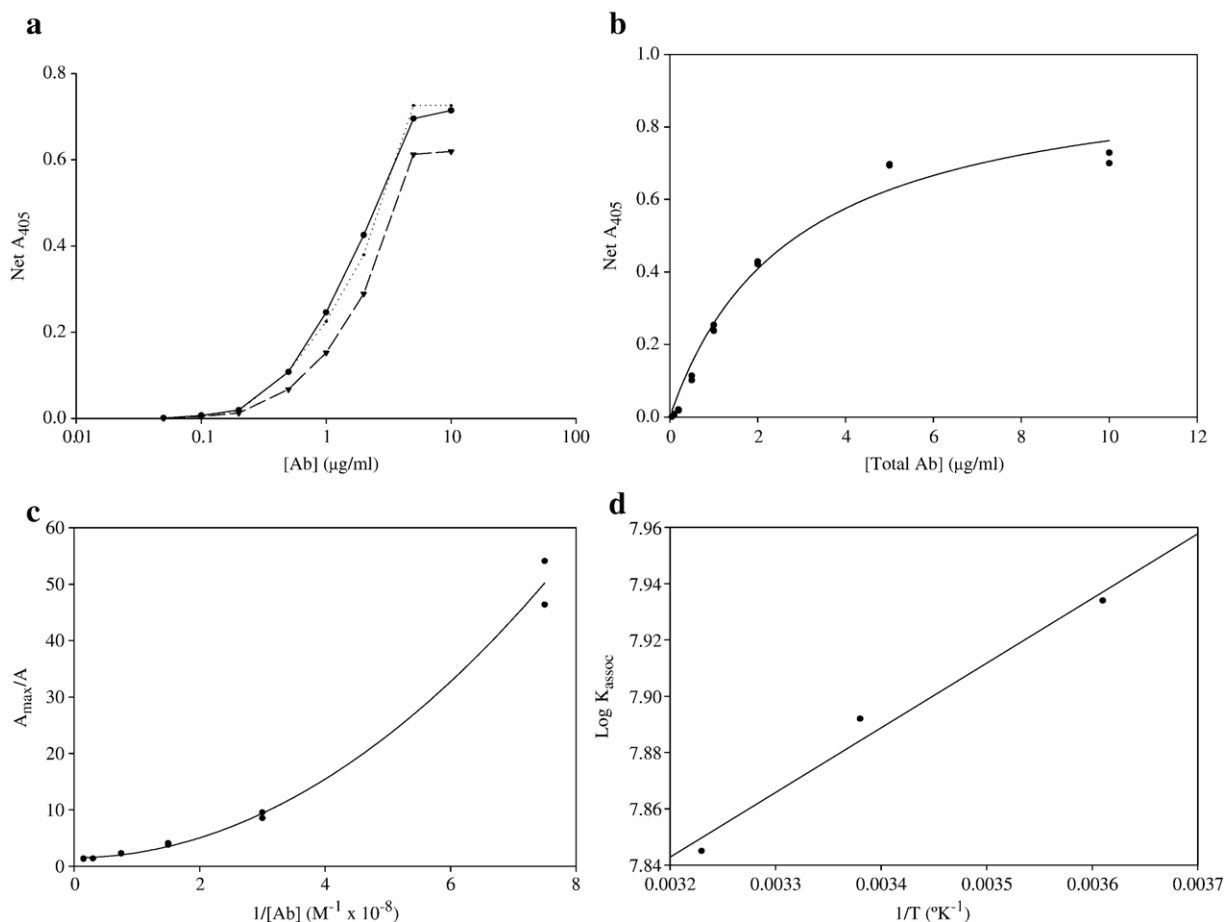 a
0.8
0.6
0.4
0.2
0.0
0.01 0.1 1 10 100
Net A405
[Ab] (µg/ml)
b
1.0
0.8
0.6
0.4
0.2
0.0
0 2 4 6 8 10 12
Net A405
[Total Ab] (µg/ml)
c
60
50
40
30
20
10
0
0 2 4 6 8
Amax/A
1/[Ab] (M-1 x 10-8)
d
7.96
7.94
7.92
7.90
7.88
7.86
7.84
0.0032 0.0033 0.0034 0.0035 0.0036 0.0037
Log Kassoc
1/T (ºK-1)